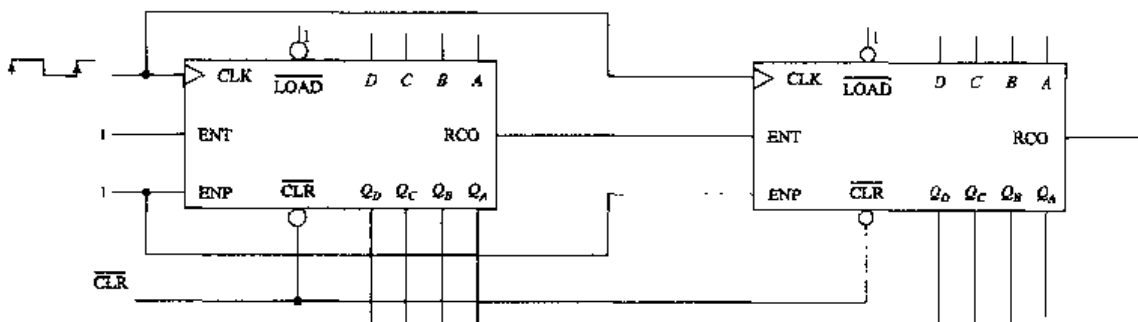 1
1
CLK
LOAD
D C B A
CLK
LOAD
D C B A
1
ENT
RCO
ENT
RCO
1
ENP
CLR
Q_D Q_C Q_B Q_A
ENP
CLR
Q_D Q_C Q_B Q_A
CLR